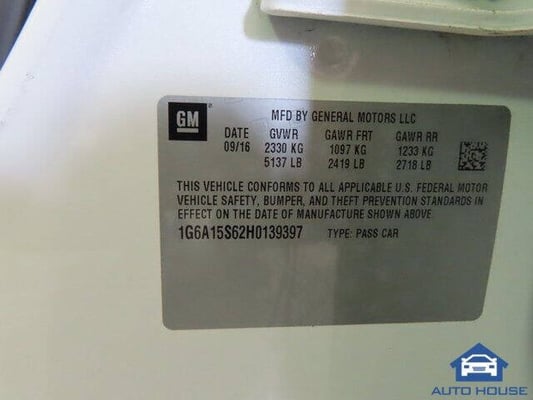 GM
MFD BY GENERAL MOTORS LLC
DATE GVWR GAWR FRT GAWR RR
09/16 2330 KG 1097 KG 1233 KG
5137 LB 2419 LB 2718 LB
THIS VEHICLE CONFORMS TO ALL APPLICABLE U.S. FEDERAL MOTOR
VEHICLE SAFETY, BUMPER, AND THEFT PREVENTION STANDARDS IN
EFFECT ON THE DATE OF MANUFACTURE SHOWN ABOVE.
1G6A15S62H0139397 TYPE: PASS CAR
AUTO HOUSE